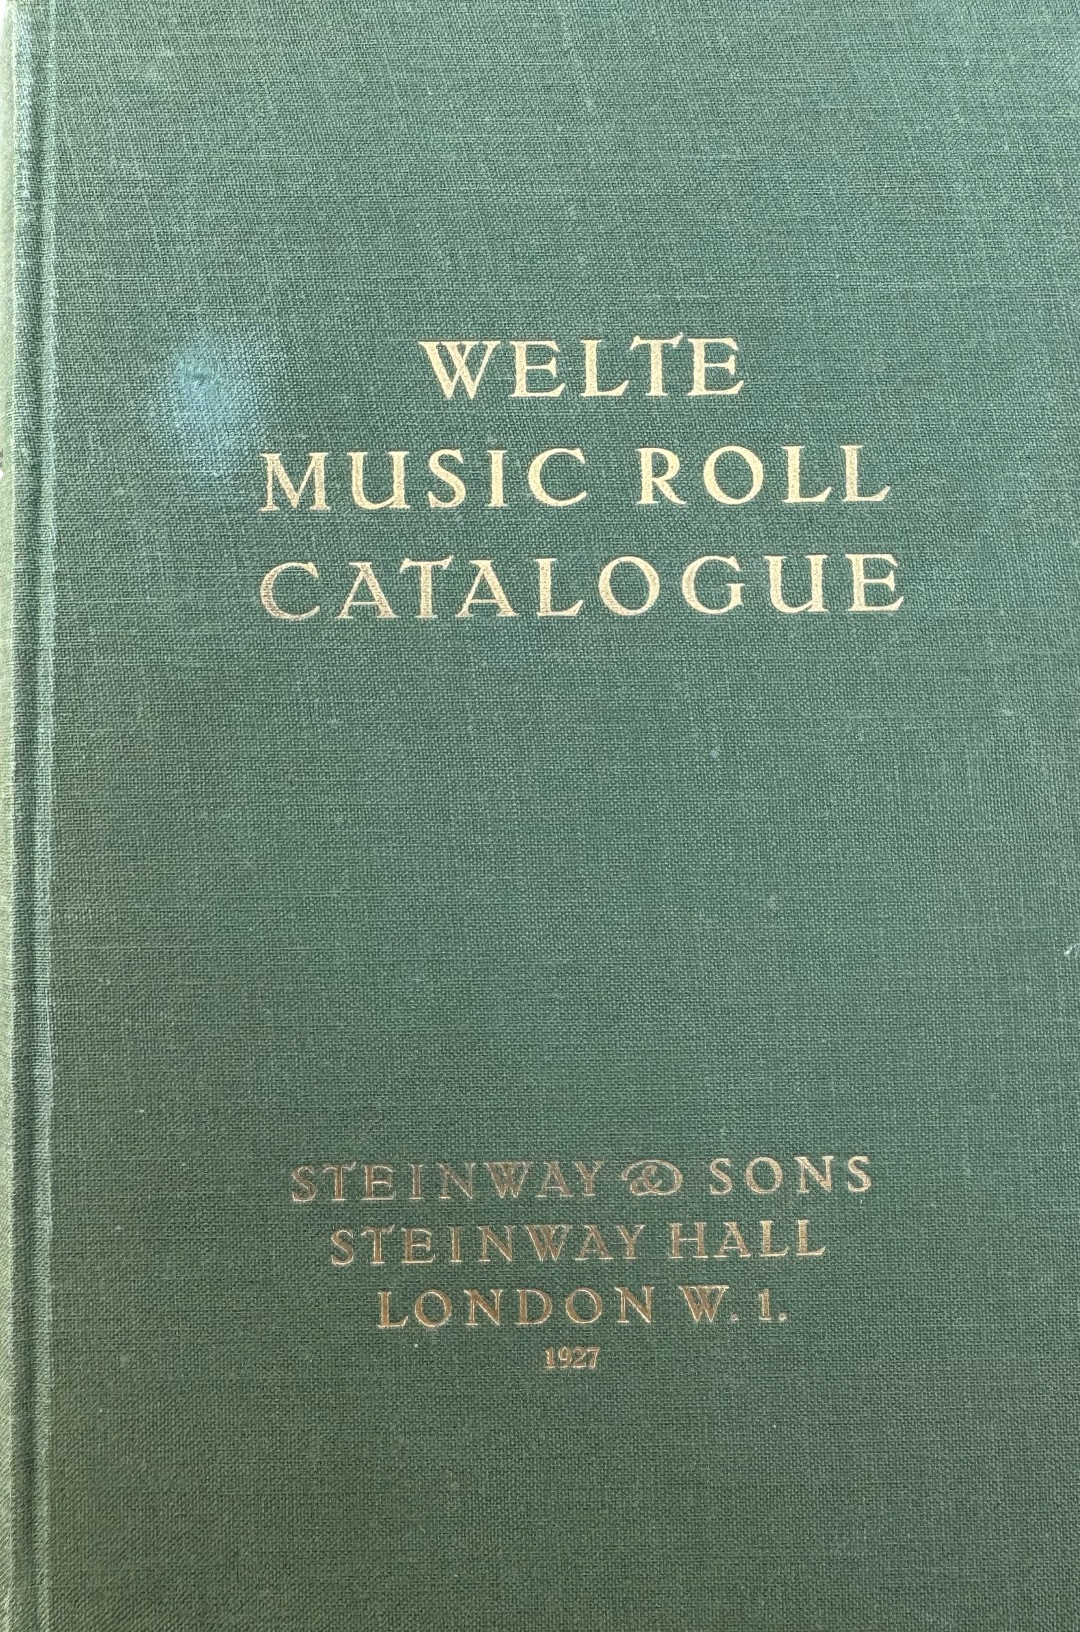 WELTE
MUSIC ROLL
CATALOGUE
STEINWAY & SONS
STEINWAY HALL
LONDON W. 1.
1927